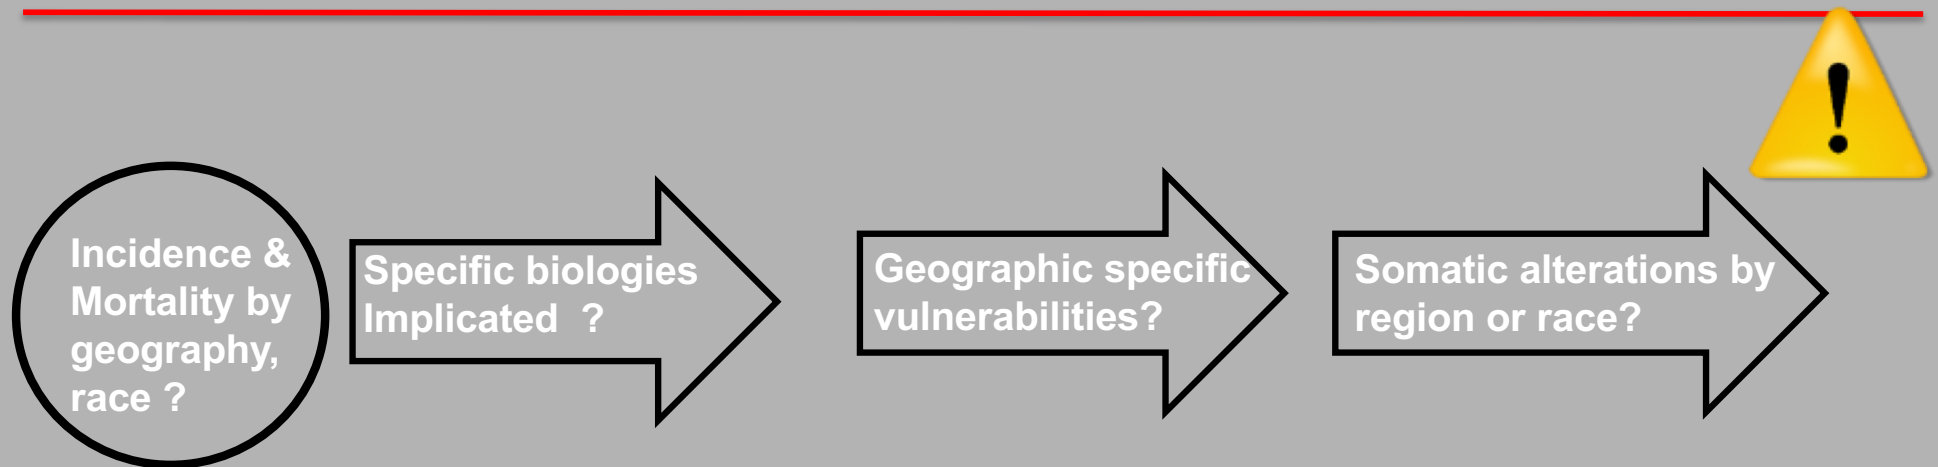 Incidence &
Mortality by
geography,
race ?
Specific biologies
Implicated ?
Geographic specific
vulnerabilities?
Somatic alterations by
region or race?
!